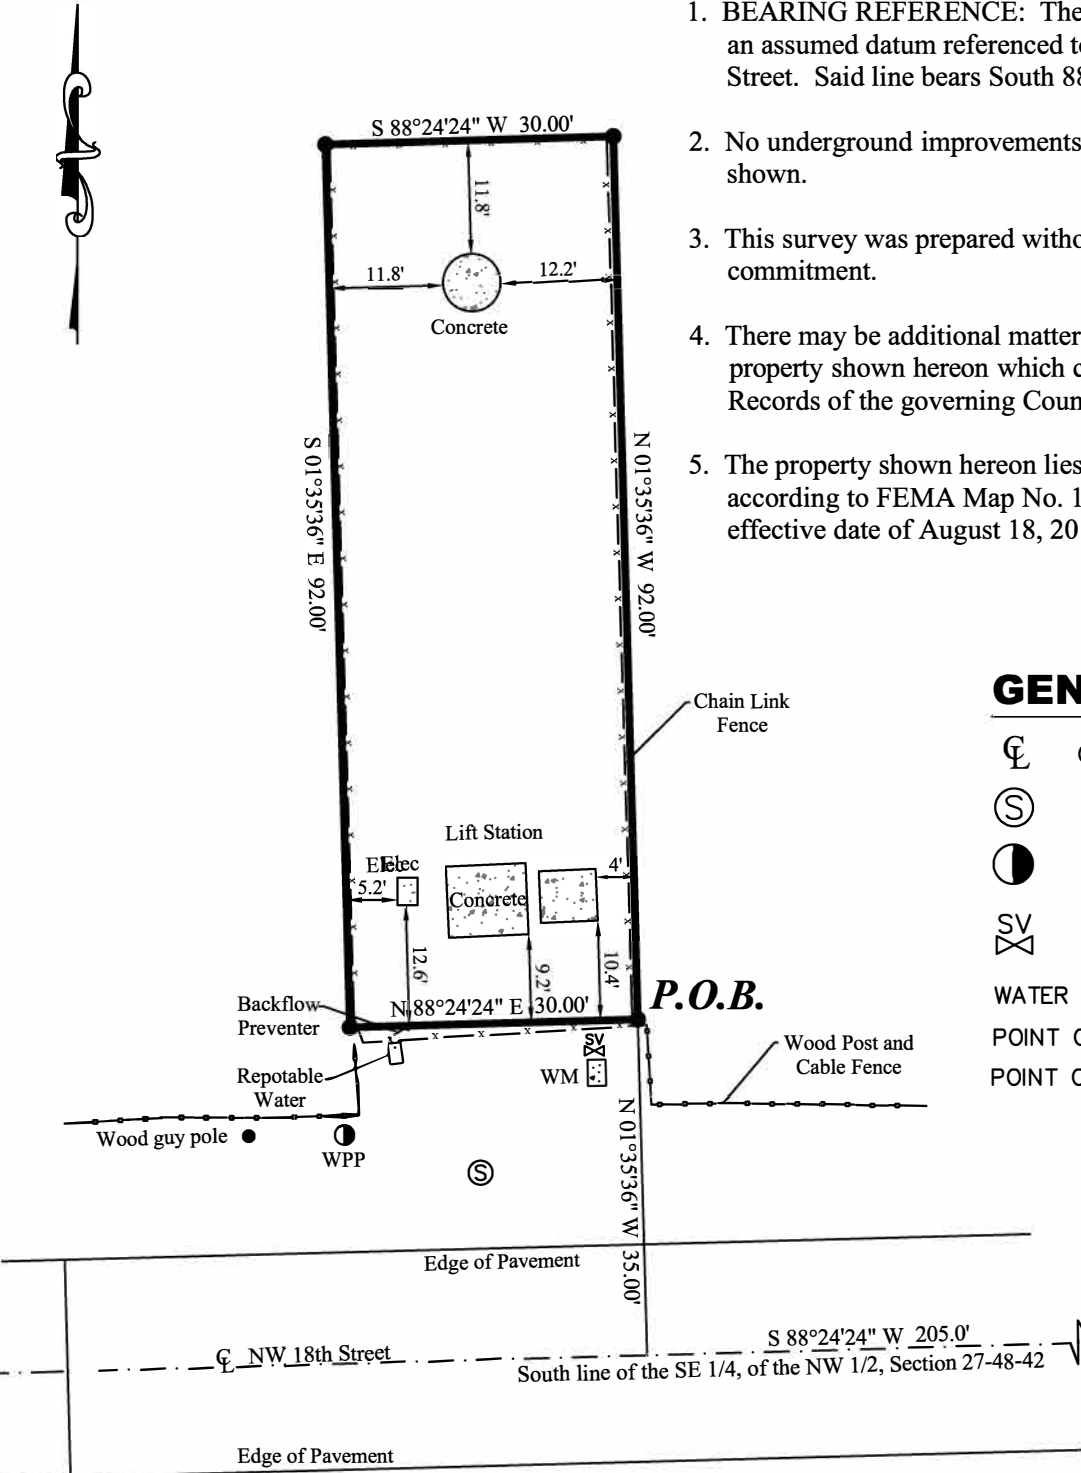 1. BEARING REFERENCE: The
an assumed datum referenced t
Street. Said line bears South 8
2. No underground improvements
shown.
3. This survey was prepared witho
commitment.
4. There may be additional matter
property shown hereon which c
Records of the governing Coun
5. The property shown hereon lies
according to FEMA Map No. 1
effective date of August 18, 20
S 88°24'24" W 30.00'
11.8'
11.8'
12.2'
Concrete
S 01°35'36" E 92.00'
N 01°35'36" W 92.00'
Chain Link
Fence
GEN
℄
S
SV
WATER
POINT
POINT
Lift Station
Elec
Elec
5.2'
Concrete
4'
12.6'
9.2'
10.4'
N 88°24'24" E 30.00'
P.O.B.
Backflow
Preventer
Repotable
Water
SV
WM
Wood Post and
Cable Fence
Wood guy pole
WPP
S
N 01°35'36" W 35.00'
Edge of Pavement
S 88°24'24" W 205.0'
℄ NW 18th Street
South line of the SE 1/4, of the NW 1/2, Section 27-48-42
Edge of Pavement